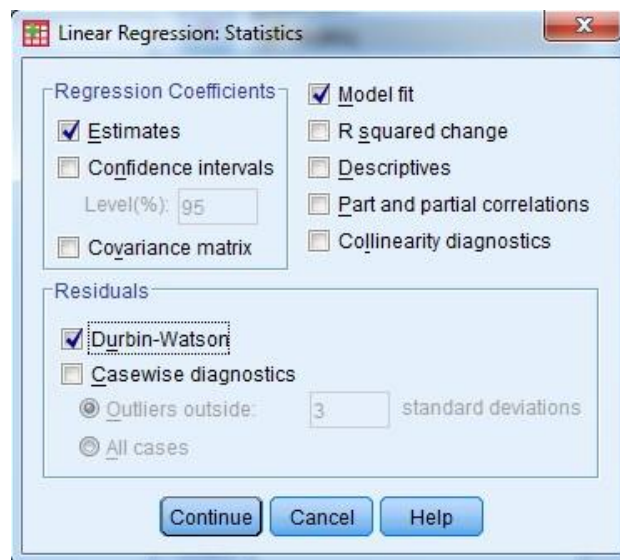 Linear Regression: Statistics
Regression Coefficients
Estimates
Confidence intervals
Level(%): 95
Covariance matrix
Model fit
R squared change
Descriptives
Part and partial correlations
Collinearity diagnostics
Residuals
Durbin-Watson
Casewise diagnostics
Outliers outside: 3 standard deviations
All cases
Continue Cancel Help